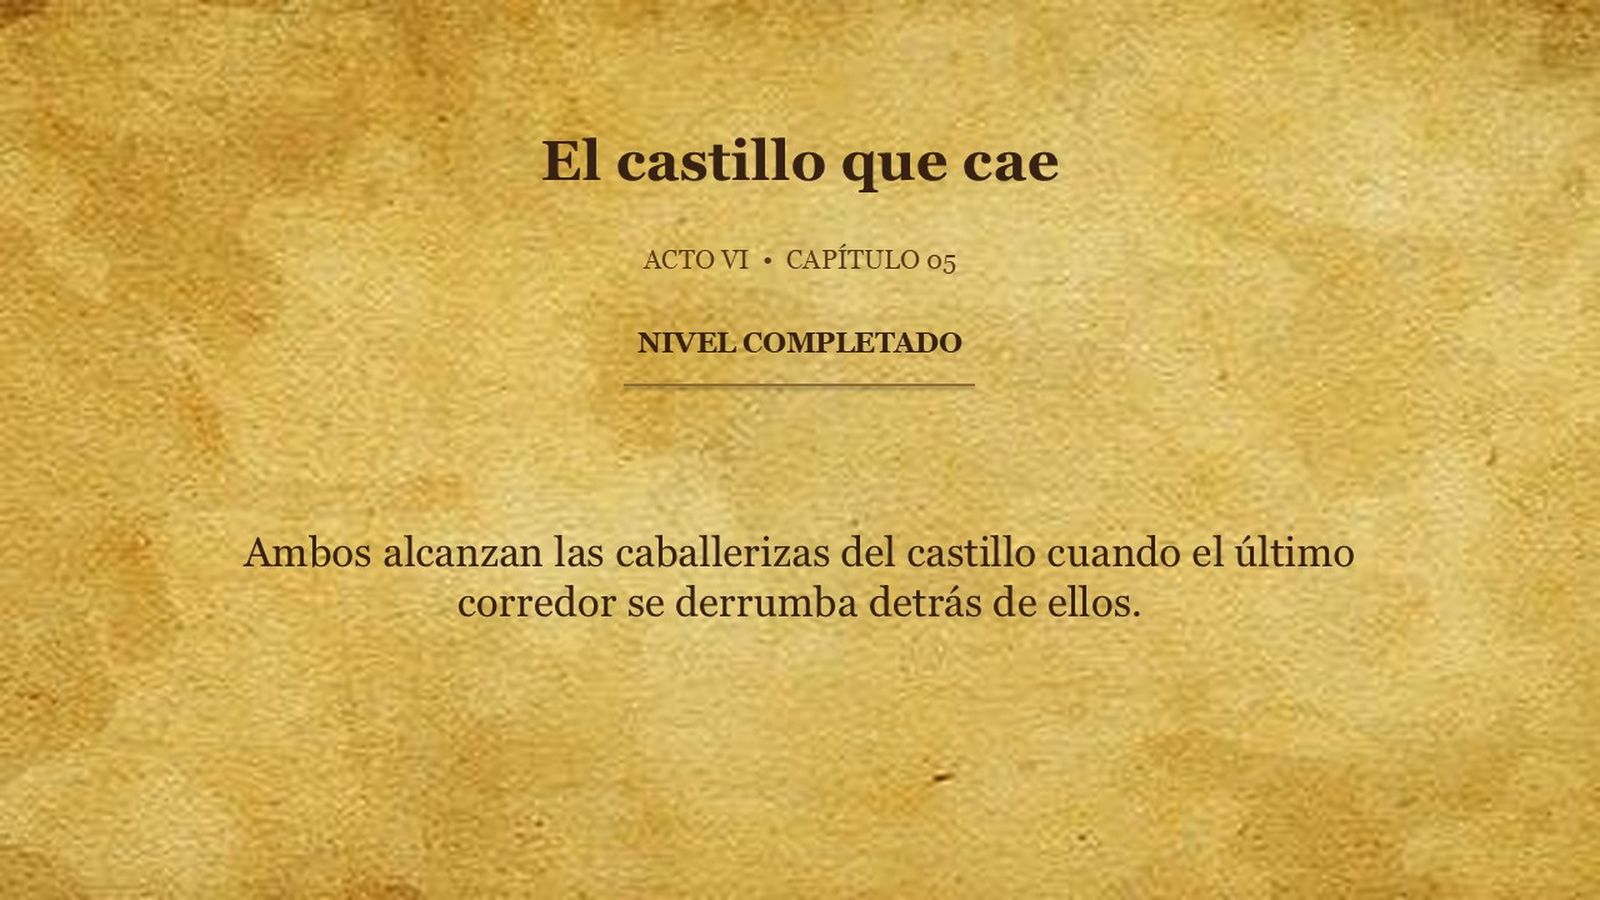 El castillo que cae
ACTO VI • CAPÍTULO 05
NIVEL COMPLETADO
Ambos alcanzan las caballerizas del castillo cuando el último
corredor se derrumba detrás de ellos.